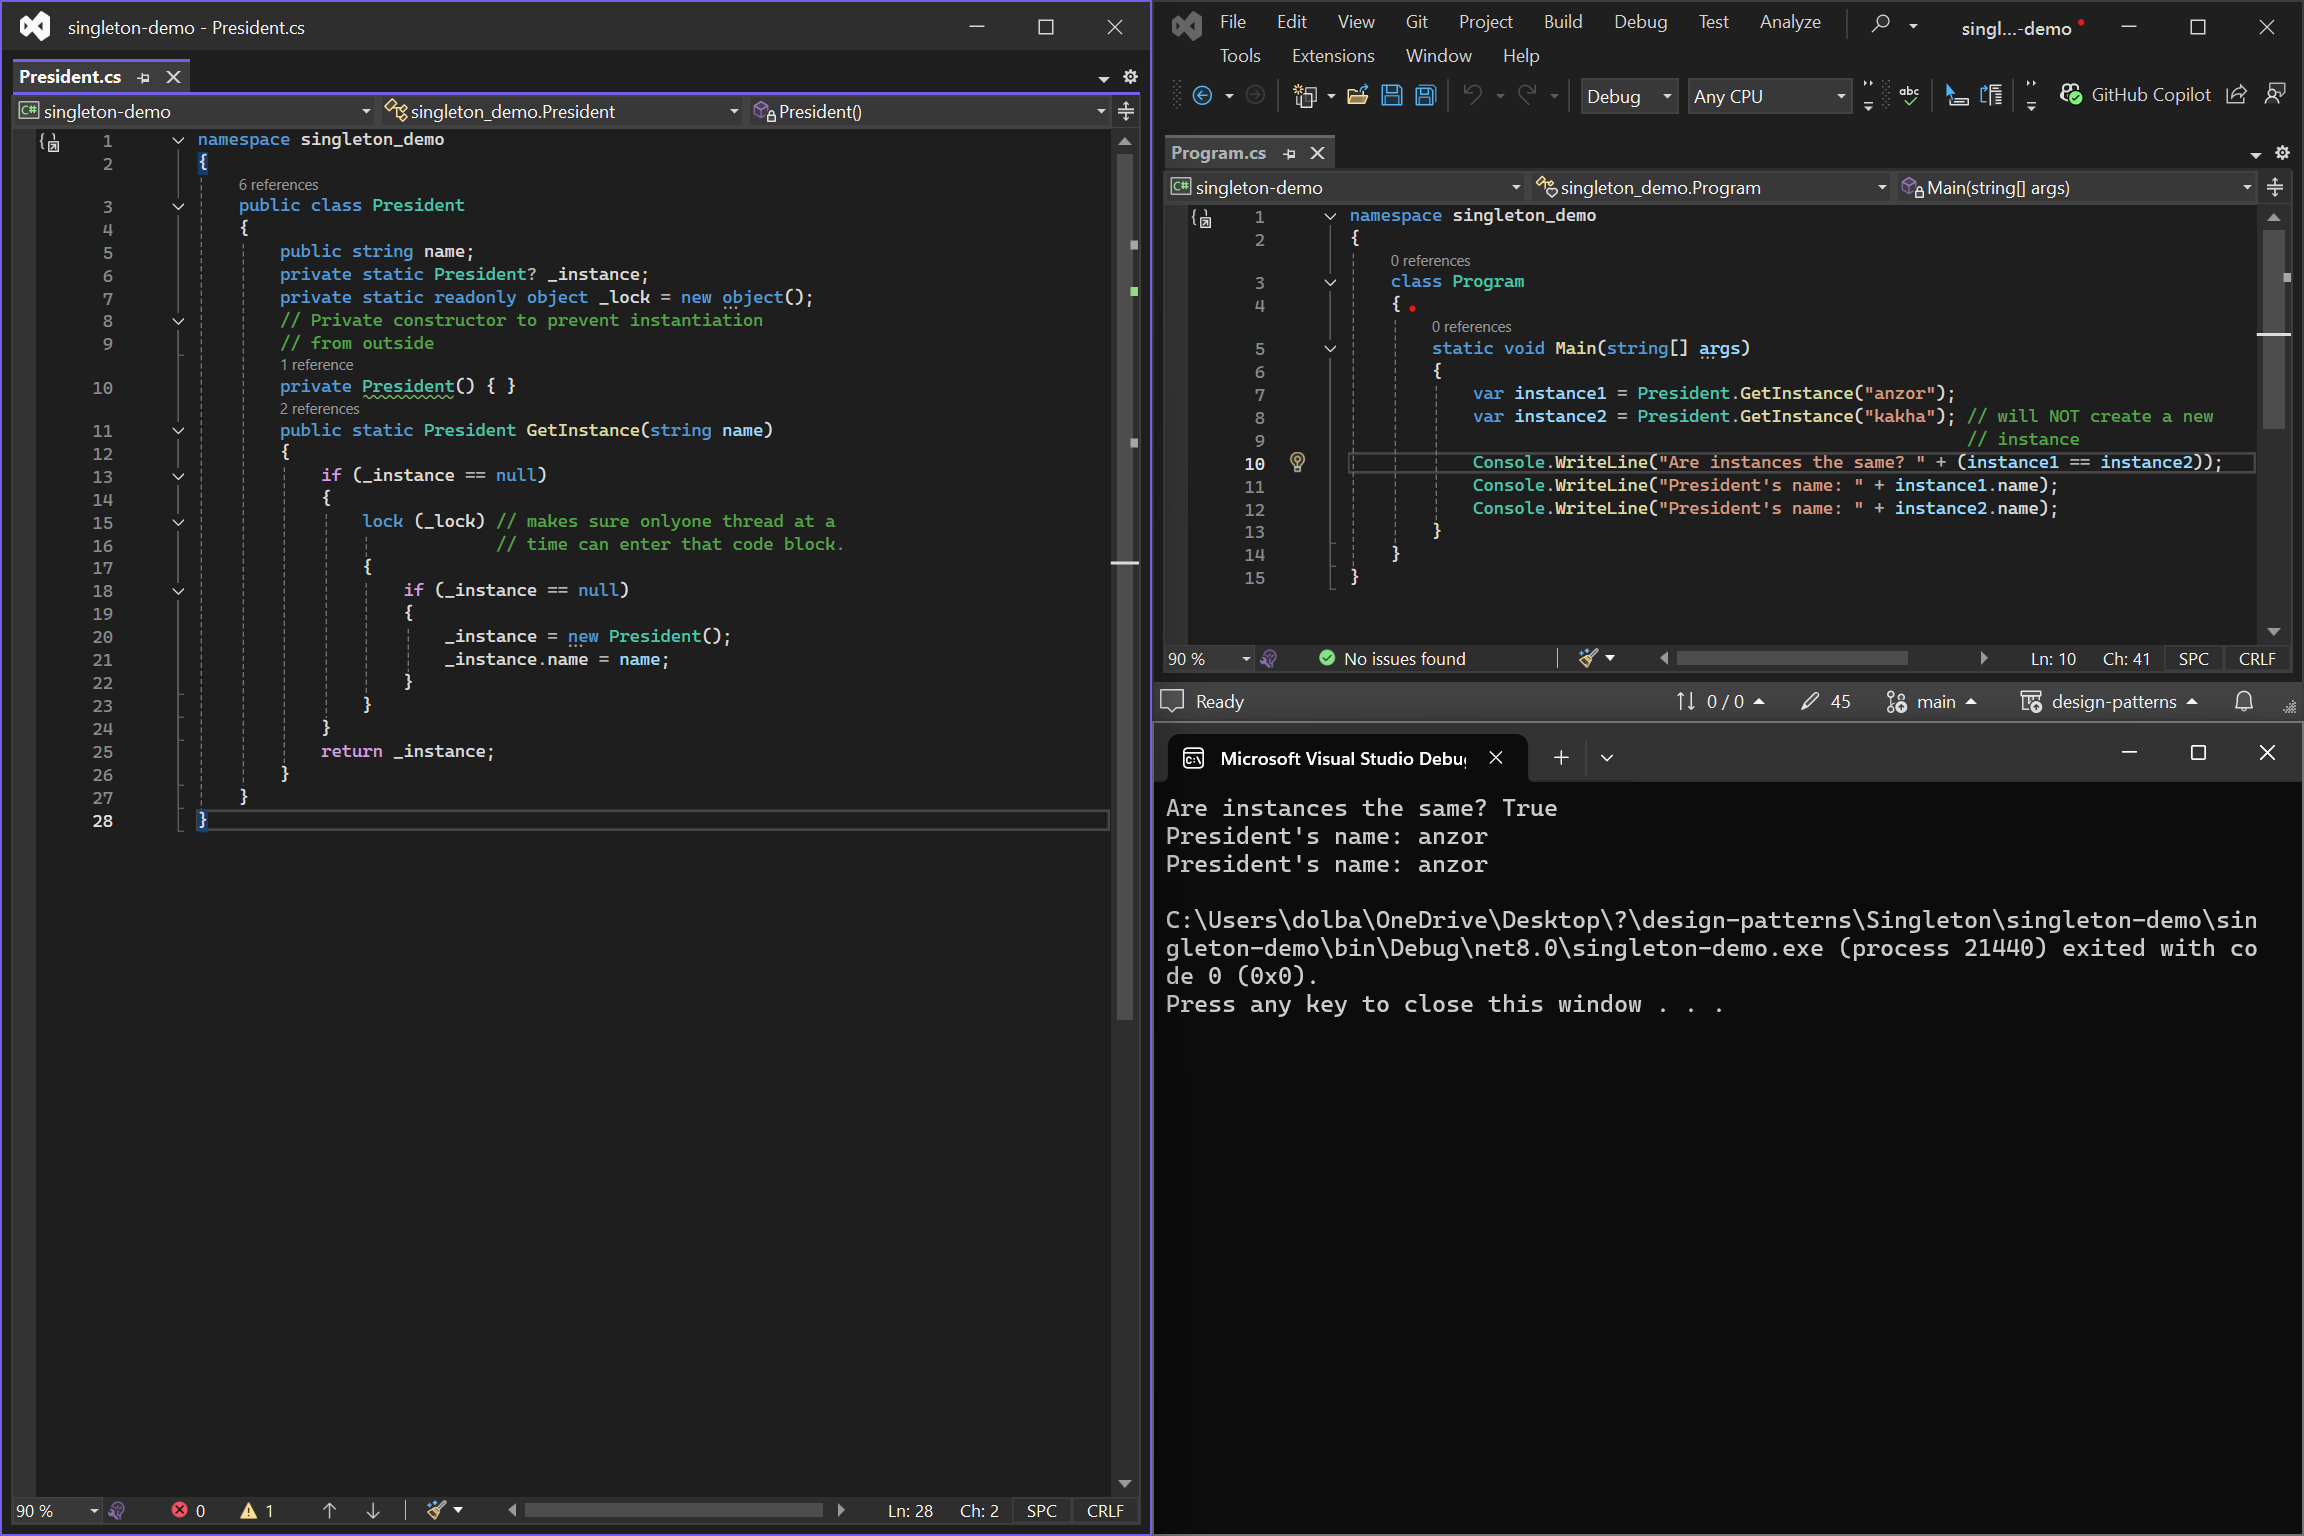 singleton-demo - President.cs
President.cs
singleton-demo
singleton_demo.President
President()
1 namespace singleton_demo
2 {
6 references
3 public class President
4 {
5 public string name;
6 private static President? _instance;
7 private static readonly object _lock = new object();
8 // Private constructor to prevent instantiation
9 // from outside
1 reference
10 private President() { }
2 references
11 public static President GetInstance(string name)
12 {
13 if (_instance == null)
14 {
15 lock (_lock) // makes sure onlyone thread at a
16 // time can enter that code block.
17 {
18 if (_instance == null)
19 {
20 _instance = new President();
21 _instance.name = name;
22 }
23 }
24 }
25 return _instance;
26 }
27 }
28 }
90 %
0
1
Ln: 28
Ch: 2
SPC
CRLF
File Edit View Git Project Build Debug Test Analyze
singl...-demo
Tools Extensions Window Help
Debug
Any CPU
abc
GitHub Copilot
Program.cs
singleton-demo
singleton_demo.Program
Main(string[] args)
1 namespace singleton_demo
2 {
0 references
3 class Program
4 {
0 references
5 static void Main(string[] args)
6 {
7 var instance1 = President.GetInstance("anzor");
8 var instance2 = President.GetInstance("kakha"); // will NOT create a new
9 // instance
10 Console.WriteLine("Are instances the same? " + (instance1 == instance2));
11 Console.WriteLine("President's name: " + instance1.name);
12 Console.WriteLine("President's name: " + instance2.name);
13 }
14 }
15 }
90 %
No issues found
Ln: 10
Ch: 41
SPC
CRLF
Ready
0 / 0
45
main
design-patterns
Microsoft Visual Studio Debug
Are instances the same? True
President's name: anzor
President's name: anzor
C:\Users\dolba\OneDrive\Desktop\?\design-patterns\Singleton\singleton-demo\sin
gleton-demo\bin\Debug\net8.0\singleton-demo.exe (process 21440) exited with co
de 0 (0x0).
Press any key to close this window . . .